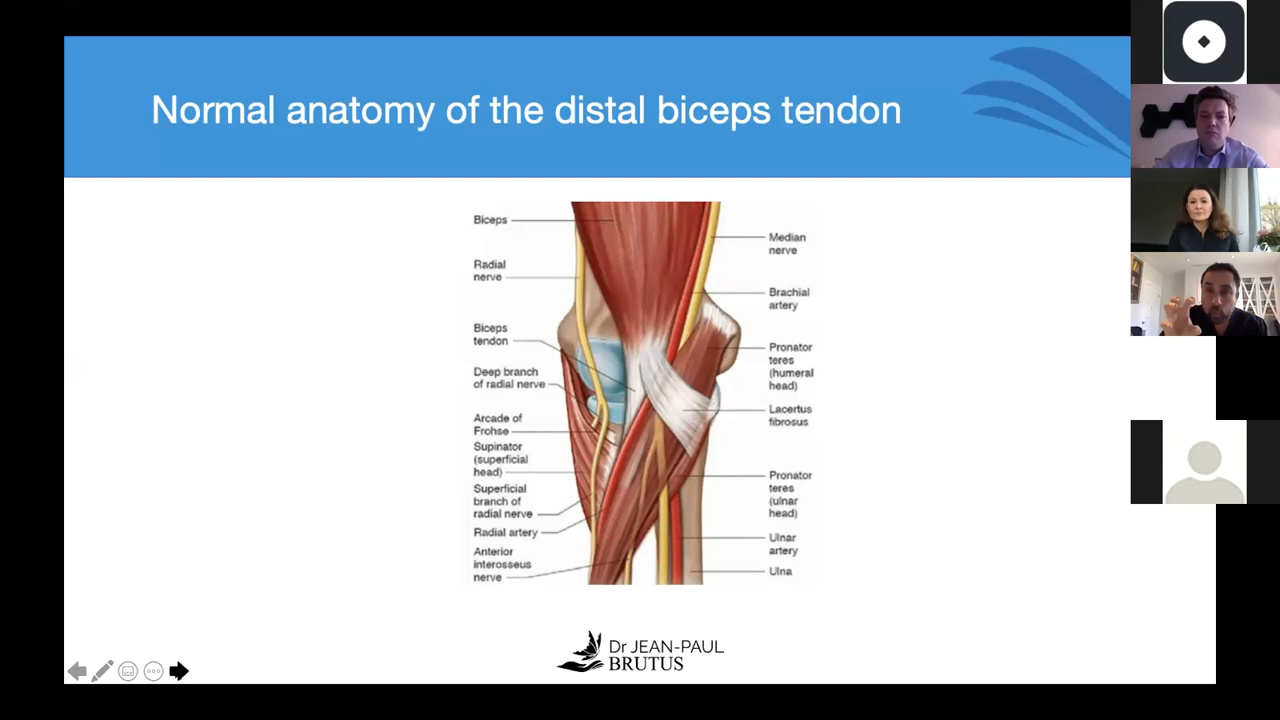 Normal anatomy of the distal biceps tendon
Biceps
Radial
nerve
Biceps
tendon
Deep branch
of radial nerve
Arcade of
Frohse
Supinator
(superficial
head)
Superficial
branch of
radial nerve
Radial artery
Anterior
interosseus
nerve
Median
nerve
Brachial
artery
Pronator
teres
(humeral
head)
Lacertus
fibrosus
Pronator
teres
(ulnar
head)
Ulnar
artery
Ulna
Dr JEAN-PAUL
BRUTUS